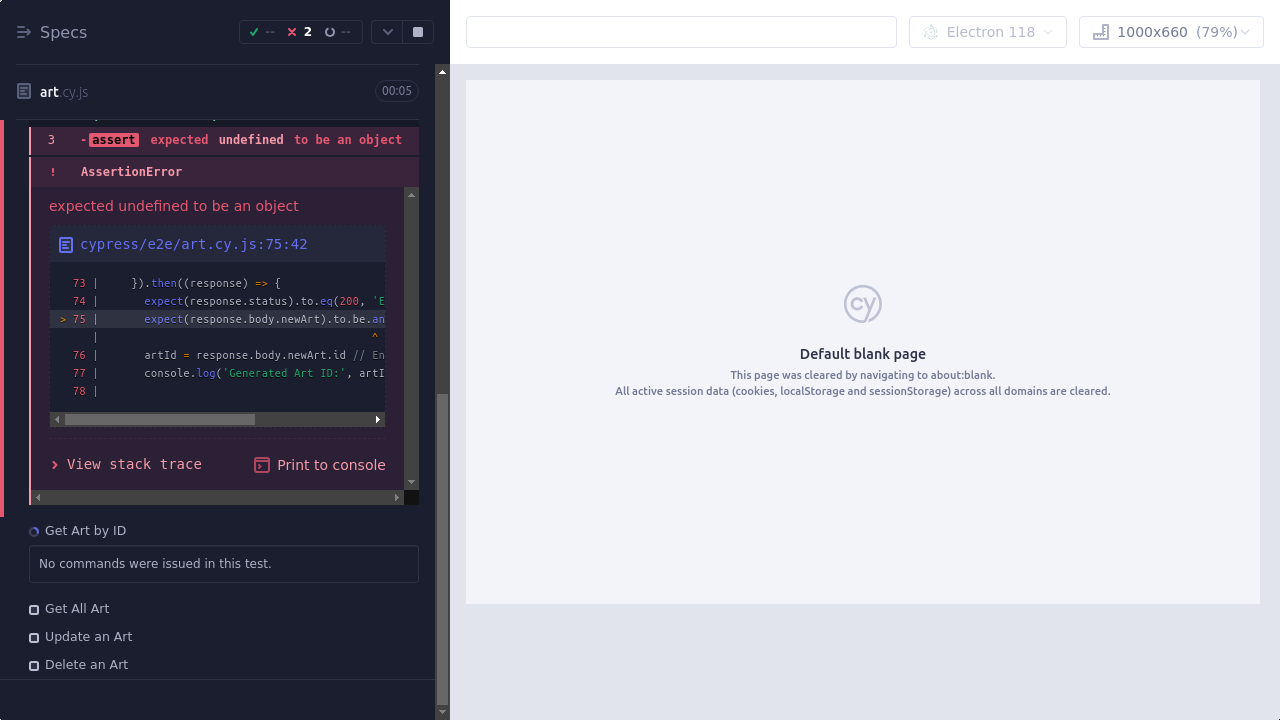 Specs
--
2
--
art.cy.js
00:05
3 -assert expected undefined to be an object
! AssertionError
expected undefined to be an object
cypress/e2e/art.cy.js:75:42
73 | }).then((response) => {
74 | expect(response.status).to.eq(200, 'E
> 75 | expect(response.body.newArt).to.be.an
| ^
76 | artId = response.body.newArt.id // En
77 | console.log('Generated Art ID:', artI
78 |
View stack trace
Print to console
Get Art by ID
No commands were issued in this test.
Get All Art
Update an Art
Delete an Art
Electron 118
1000x660 (79%)
cy
Default blank page
This page was cleared by navigating to about:blank.
All active session data (cookies, localStorage and sessionStorage) across all domains are cleared.